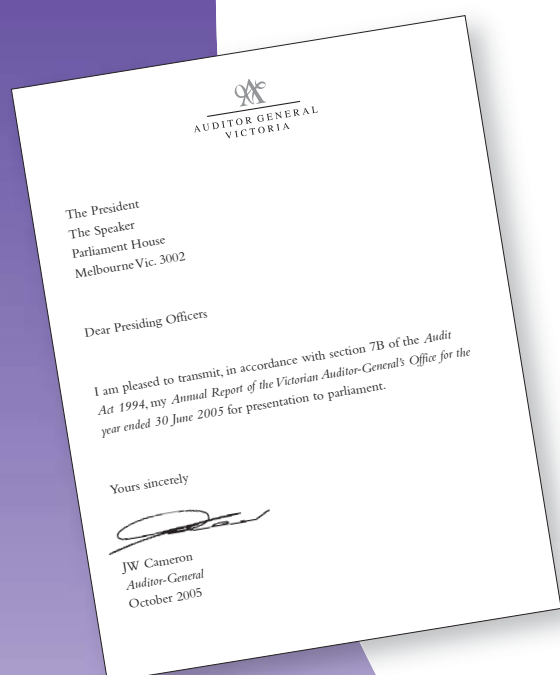 AUDITOR GENERAL
VICTORIA
The President
The Speaker
Parliament House
Melbourne Vic. 3002
Dear Presiding Officers
I am pleased to transmit, in accordance with section 7B of the Audit
Act 1994, my Annual Report of the Victorian Auditor-General's Office for the
year ended 30 June 2005 for presentation to parliament.
Yours sincerely
JW Cameron
Auditor-General
October 2005